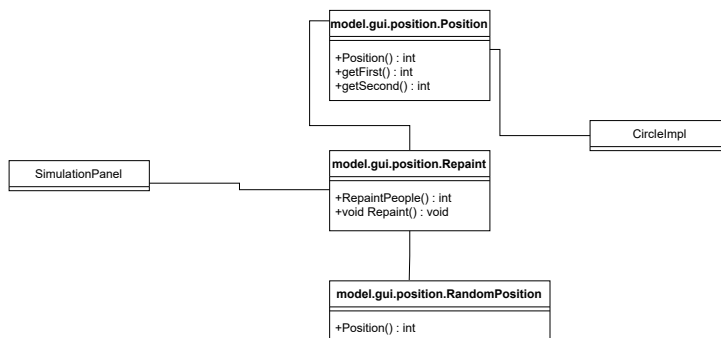 model.gui.position.Position
+Position() : int
+getFirst() : int
+getSecond() : int
CircleImpl
model.gui.position.Repaint
SimulationPanel
+RepaintPeople() : int
+void Repaint() : void
model.gui.position.RandomPosition
+Position() : int